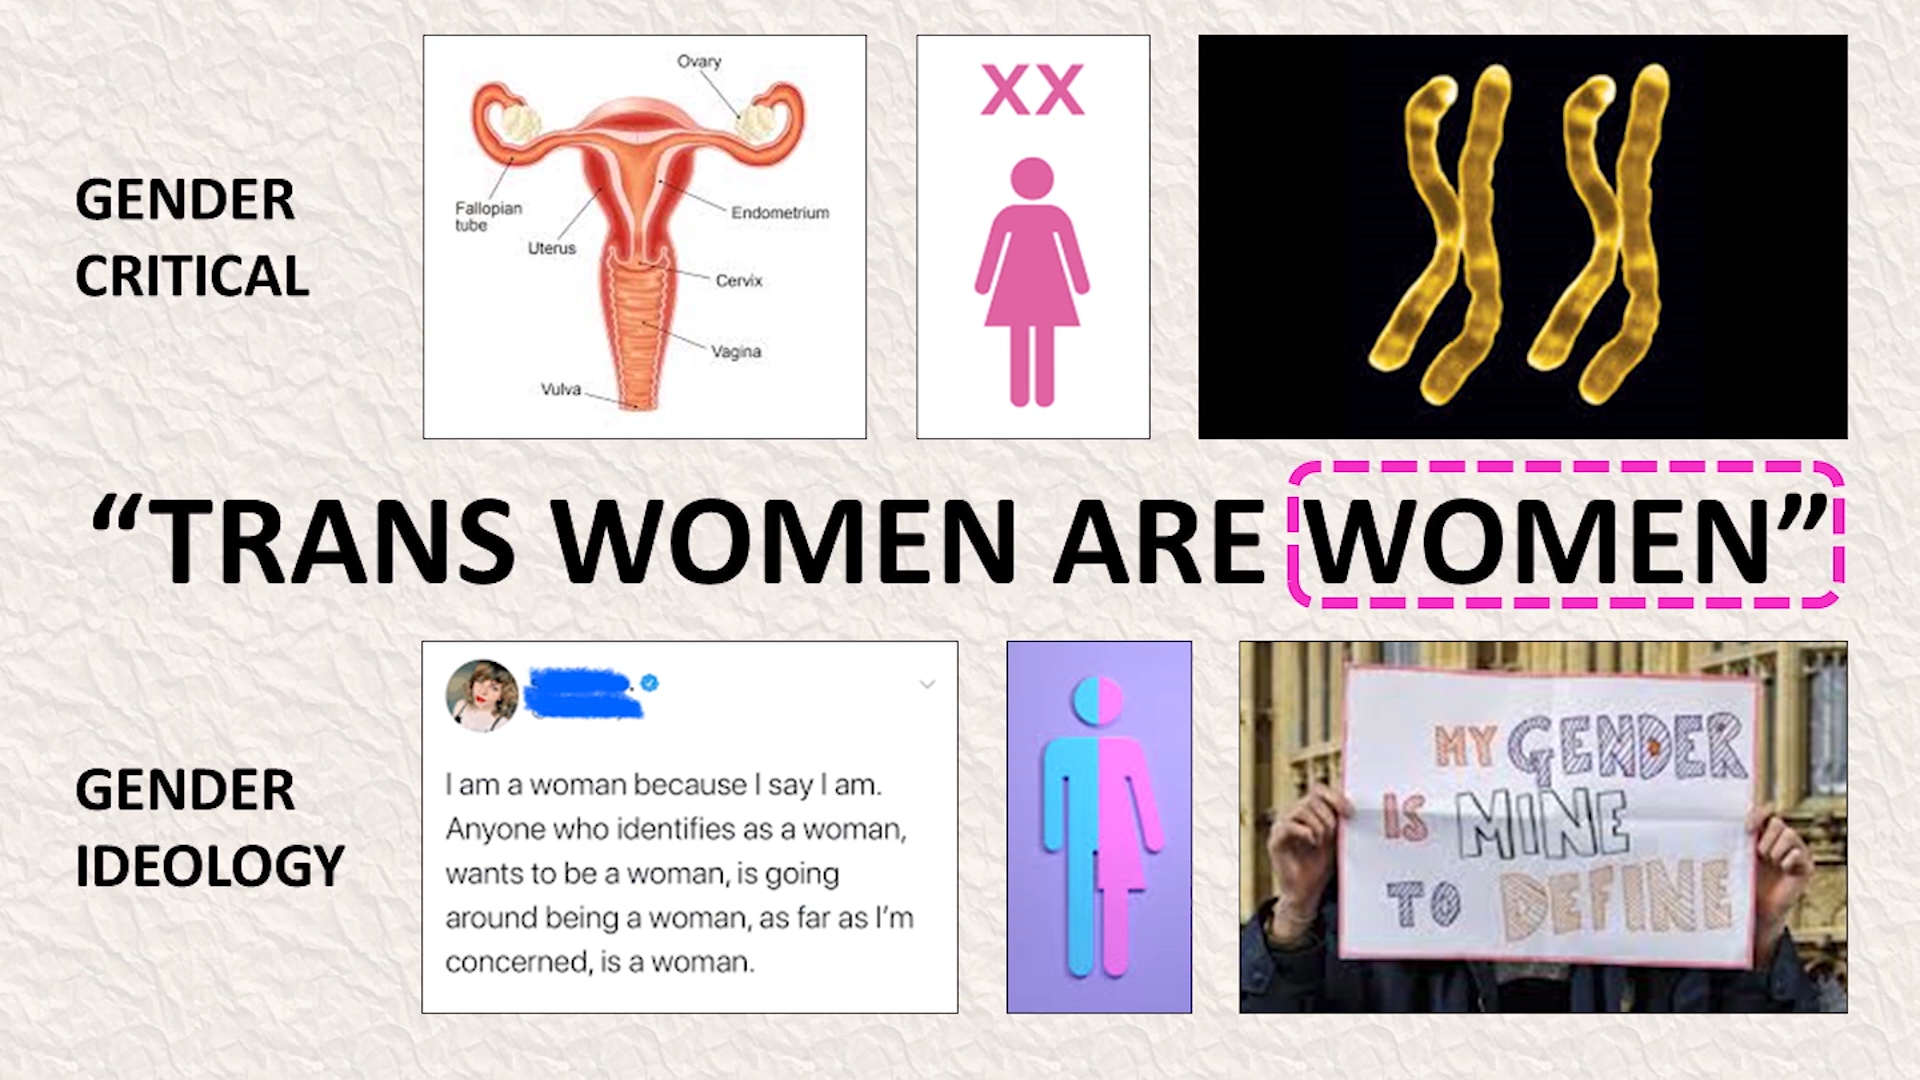 GENDER
CRITICAL
Ovary
Fallopian
tube
Uterus
Endometrium
Cervix
Vagina
Vulva
XX
“TRANS WOMEN ARE WOMEN”
GENDER
IDEOLOGY
I am a woman because I say I am.
Anyone who identifies as a woman,
wants to be a woman, is going
around being a woman, as far as I’m
concerned, is a woman.
MY GENDER
IS MINE
TO DEFINE